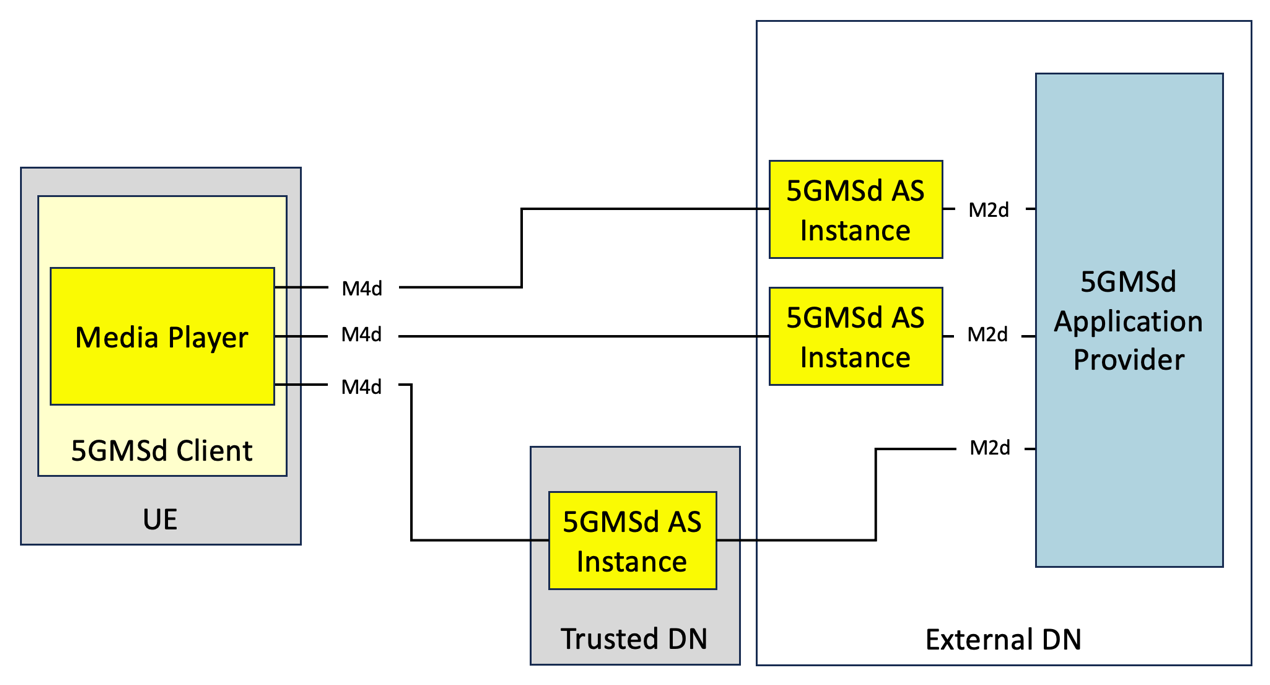 5GMSd AS
Instance
M2d
M4d
Media Player
M4d
5GMSd AS
Instance
M2d
5GMSd
Application
Provider
M4d
5GMSd Client
M2d
UE
5GMSd AS
Instance
Trusted DN
External DN